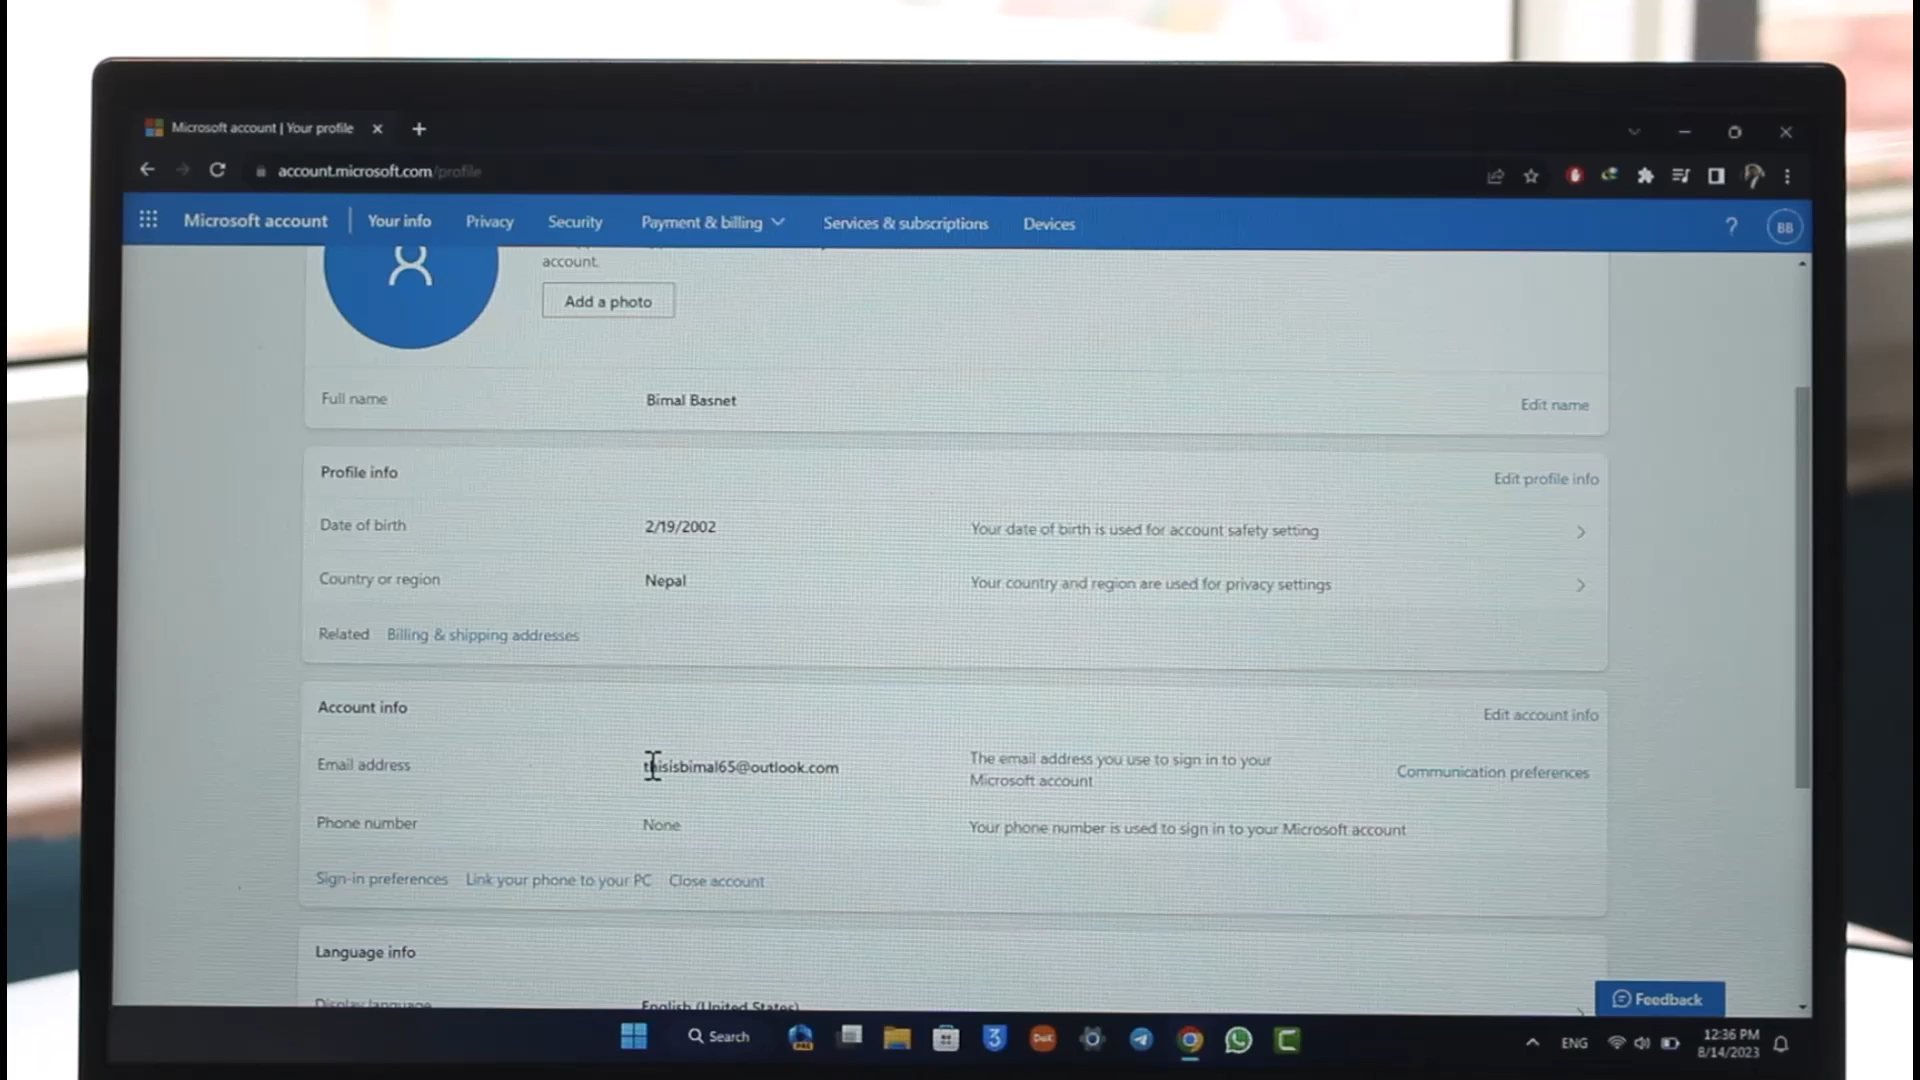 Microsoft account | Your profile
account.microsoft.com/profile
Microsoft account Your info Privacy Security Payment & billing Services & subscriptions Devices ? BB
account.
Add a photo
Full name Bimal Basnet Edit name
Profile info Edit profile info
Date of birth 2/19/2002 Your date of birth is used for account safety setting
Country or region Nepal Your country and region are used for privacy settings
Related Billing & shipping addresses
Account info Edit account info
Email address thisisbimal65@outlook.com The email address you use to sign in to your
Microsoft account Communication preferences
Phone number None Your phone number is used to sign in to your Microsoft account
Sign-in preferences Link your phone to your PC Close account
Language info
Display language English (United States)
Feedback
Search
ENG 12:36 PM
8/14/2023